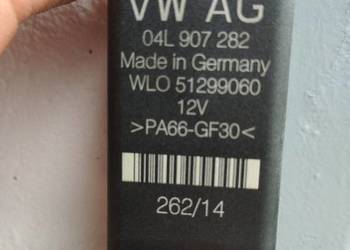 VW AG
04L 907 282
Made in Germany
WLO 51299060
12V
>PA66-GF30<
262/14